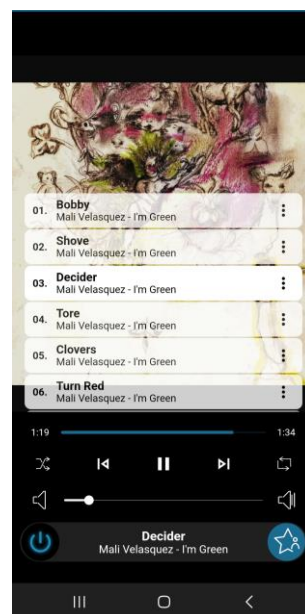 01. Bobby
Mali Velasquez - I'm Green
02. Shove
Mali Velasquez - I'm Green
03. Decider
Mali Velasquez - I'm Green
04. Tore
Mali Velasquez - I'm Green
05. Clovers
Mali Velasquez - I'm Green
06. Turn Red
Mali Velasquez - I'm Green
1:19 1:34
Decider
Mali Velasquez - I'm Green